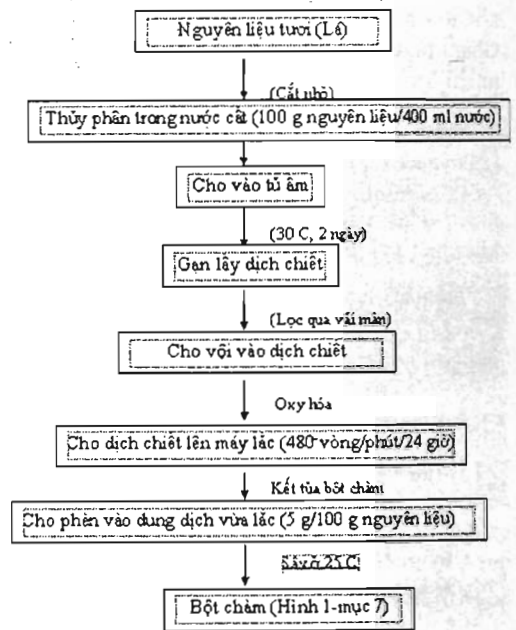 Nguyên liệu tươi (Lá)
(Cắt nhỏ)
Thủy phân trong nước cất (100 g nguyên liệu/400 ml nước)
Cho vào tủ âm
(30 C, 2 ngày)
Gạn lây dịch chiết
(Lọc qua vải màn)
Cho vôi vào dịch chiết
Oxy hóa
Cho dịch chiết lên máy lắc (480 vòng/phút/24 giờ)
Kết tủa bột chàm
Cho phèn vào dung dịch vừa lắc (5 g/100 g nguyên liệu)
25 C
Bột chàm (Hình 1-mục 7)